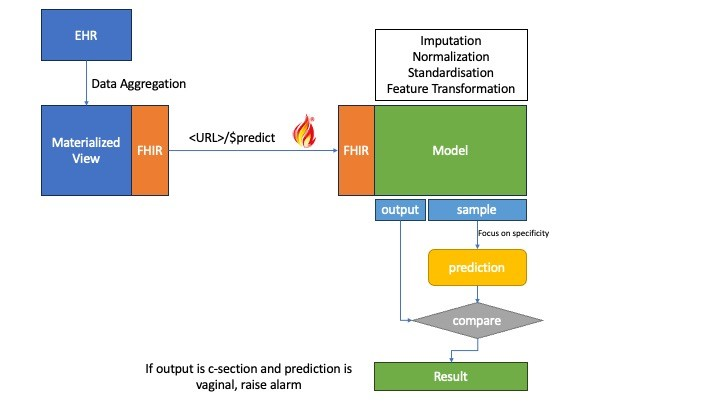 EHR
Data Aggregation
Materialized
View
FHIR
<URL>/$predict
Imputation
Normalization
Standardisation
Feature Transformation
FHIR
Model
output
sample
Focus on specificity
prediction
compare
If output is c-section and prediction is
vaginal, raise alarm
Result